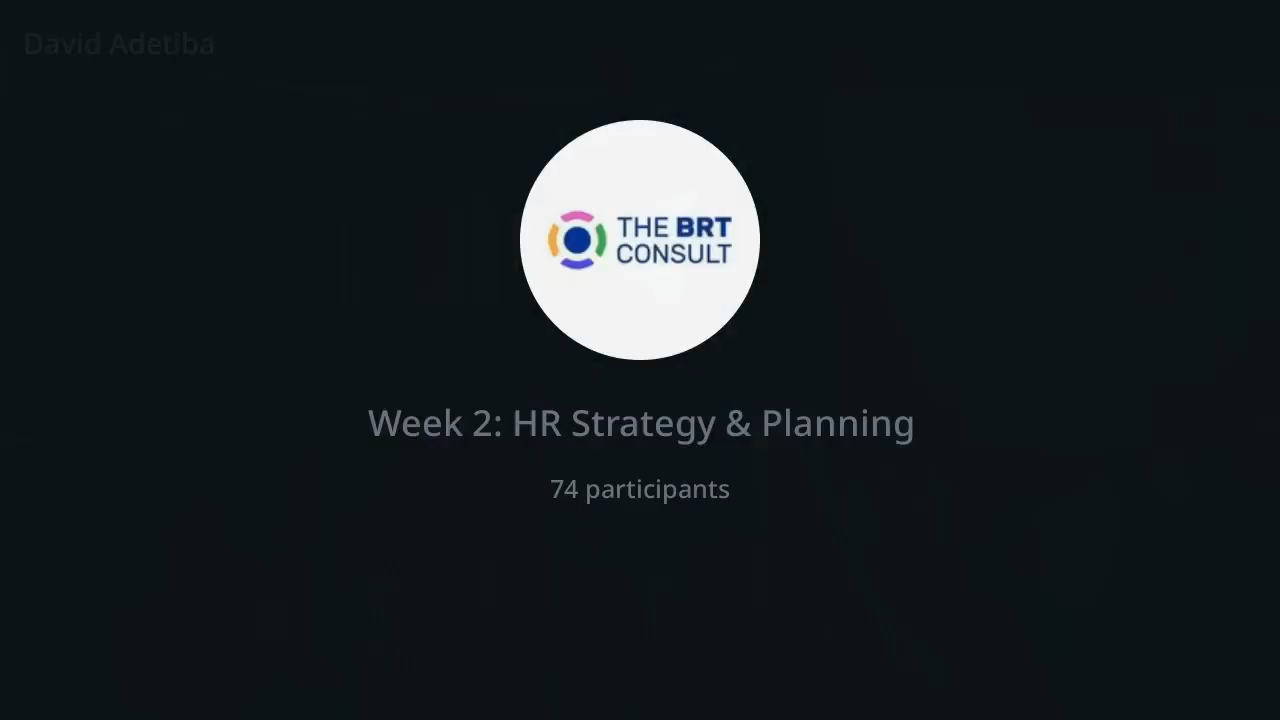 David Adetiba
THE BRT
CONSULT
Week 2: HR Strategy & Planning
74 participants